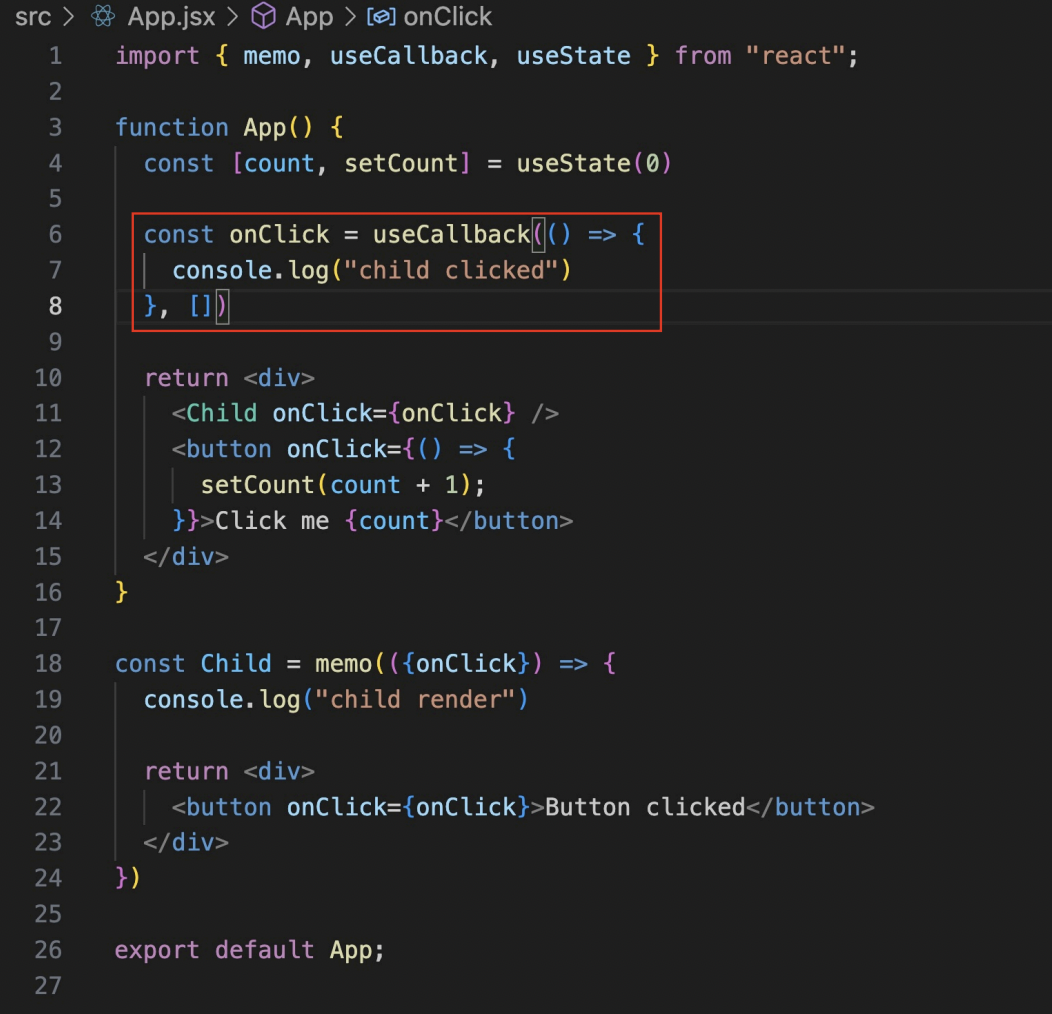 src > App.jsx > App > onClick
1 import { memo, useCallback, useState } from "react";
2
3 function App() {
4   const [count, setCount] = useState(0)
5
6   const onClick = useCallback(() => {
7     console.log("child clicked")
8   }, [])
9
10   return <div>
11     <Child onClick={onClick} />
12     <button onClick={() => {
13       setCount(count + 1);
14     }}>Click me {count}</button>
15   </div>
16 }
17
18 const Child = memo(({onClick}) => {
19   console.log("child render")
20
21   return <div>
22     <button onClick={onClick}>Button clicked</button>
23   </div>
24 })
25
26 export default App;
27